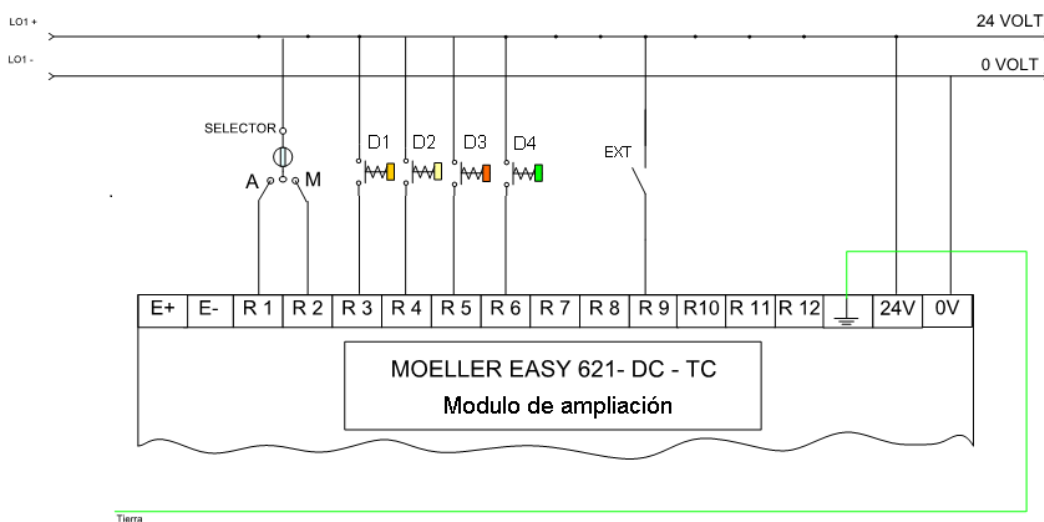 LO1 +
24 VOLT
LO1 -
0 VOLT
SELECTOR
D1 D2 D3 D4
EXT
A M
E+ E- R 1 R 2 R 3 R 4 R 5 R 6 R 7 R 8 R 9 R10 R 11 R 12 24V 0V
MOELLER EASY 621- DC - TC
Modulo de ampliación
Tierra